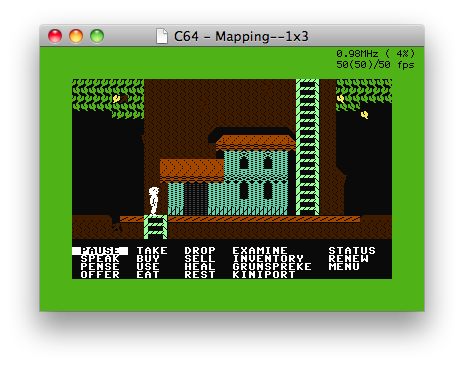 C64 - Mapping--1x3
0.98MHz ( 4%)
50(50)/50 fps
PAUSE TAKE DROP EXAMINE STATUS
SPEAK BUY SELL INVENTORY RENEW
PENSE USE HEAL GRUNSPREKE MENU
OFFER EAT REST KINIPORT